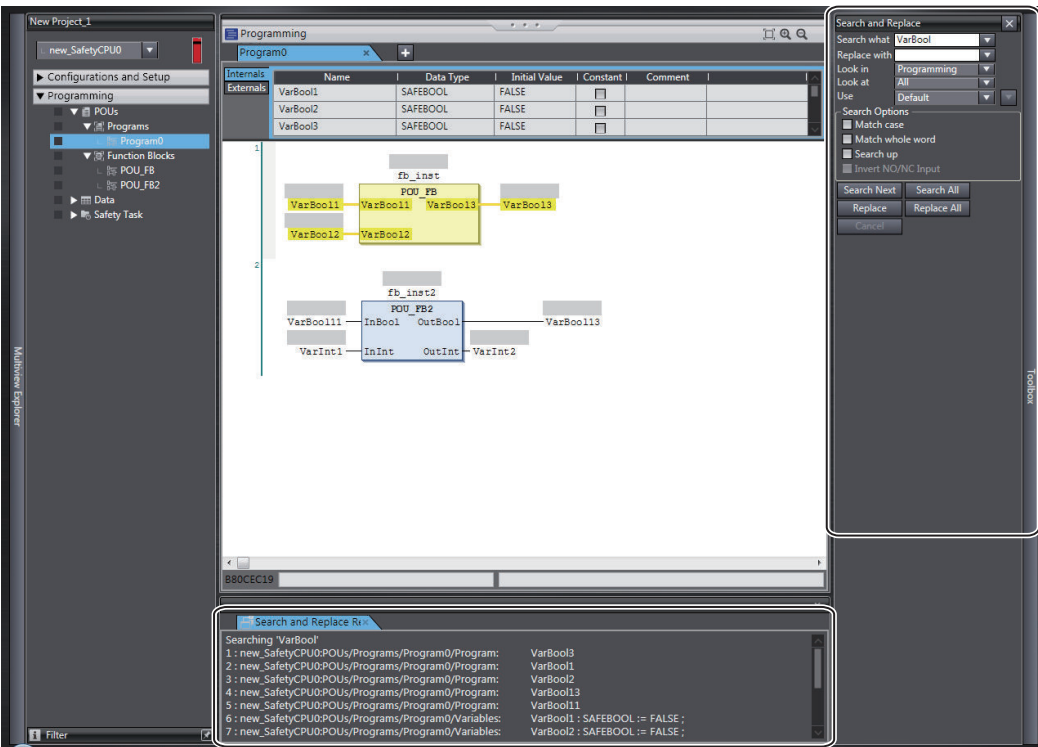 New Project_1
new_SafetyCPU0
Configurations and Setup
Programming
POUs
Programs
Program0
Function Blocks
POU_FB
POU_FB2
Data
Safety Task
Multiview Explorer
Filter
Programming
Program0
Internals
Externals
Name Data Type Initial Value Constant Comment
VarBool1 SAFEBOOL FALSE
VarBool2 SAFEBOOL FALSE
VarBool3 SAFEBOOL FALSE
1
fb_inst
POU_FB
VarBool1 VarBool1 VarBool3 VarBool3
VarBool2 VarBool2
2
fb_inst2
POU_FB2
VarBool11 InBool OutBool VarBool13
VarInt1 InInt OutInt VarInt2
B80CEC19
Search and Replace Re
Searching 'VarBool'
1 : new_SafetyCPU0:POUs/Programs/Program0/Program: VarBool3
2 : new_SafetyCPU0:POUs/Programs/Program0/Program: VarBool1
3 : new_SafetyCPU0:POUs/Programs/Program0/Program: VarBool2
4 : new_SafetyCPU0:POUs/Programs/Program0/Program: VarBool13
5 : new_SafetyCPU0:POUs/Programs/Program0/Program: VarBool11
6 : new_SafetyCPU0:POUs/Programs/Program0/Variables: VarBool1 : SAFEBOOL := FALSE ;
7 : new_SafetyCPU0:POUs/Programs/Program0/Variables: VarBool2 : SAFEBOOL := FALSE ;
Search and Replace
Search what VarBool
Replace with
Look in Programming
Look at All
Use Default
Search Options
Match case
Match whole word
Search up
Invert NO/NC Input
Search Next Search All
Replace Replace All
Cancel
Toolbox